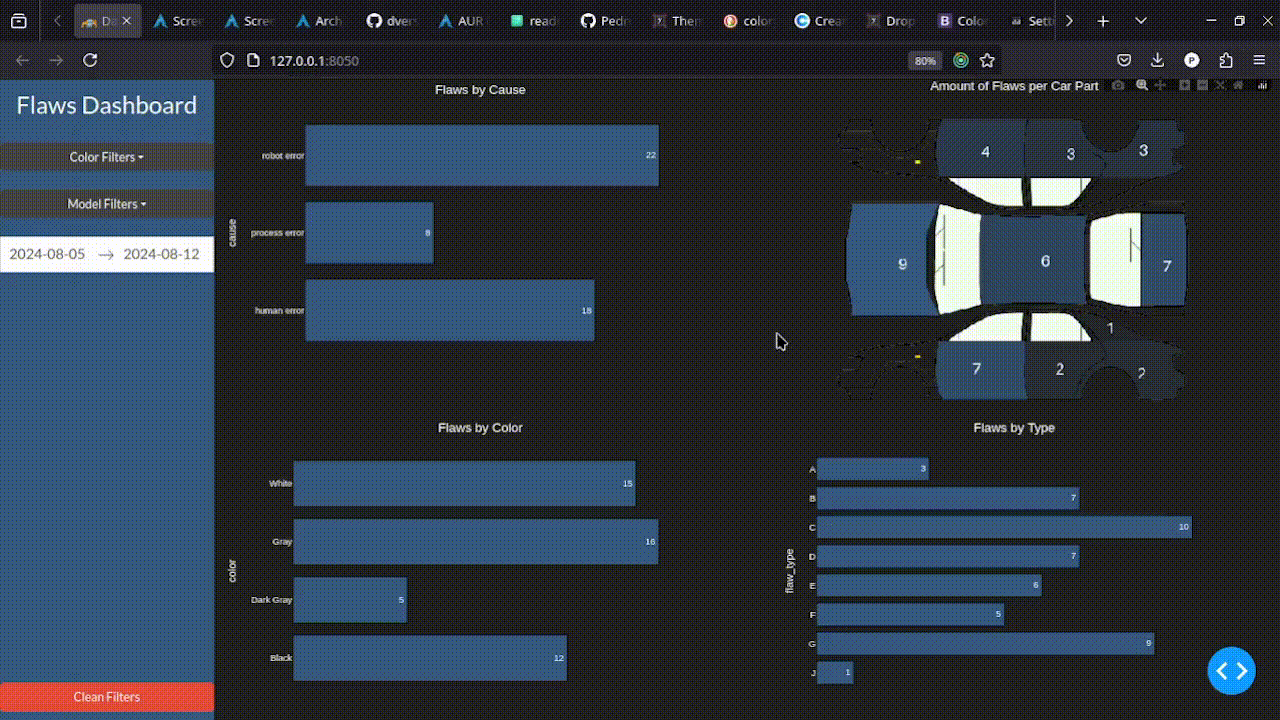 Da
Scree
Scree
Arch
dver
AUR
read
Pedr
Them
color
Crea
Drop
Color
Setti
127.0.0.1:8050
80%
P
Flaws Dashboard
Color Filters
Model Filters
2024-08-05 → 2024-08-12
Clean Filters
Flaws by Cause
cause
robot error
22
process error
8
human error
18
Amount of Flaws per Car Part
4
3
3
9
6
7
1
7
2
2
Flaws by Color
color
White
15
Gray
16
Dark Gray
5
Black
12
Flaws by Type
flaw_type
A
3
B
7
C
10
D
7
E
6
F
5
G
9
J
1